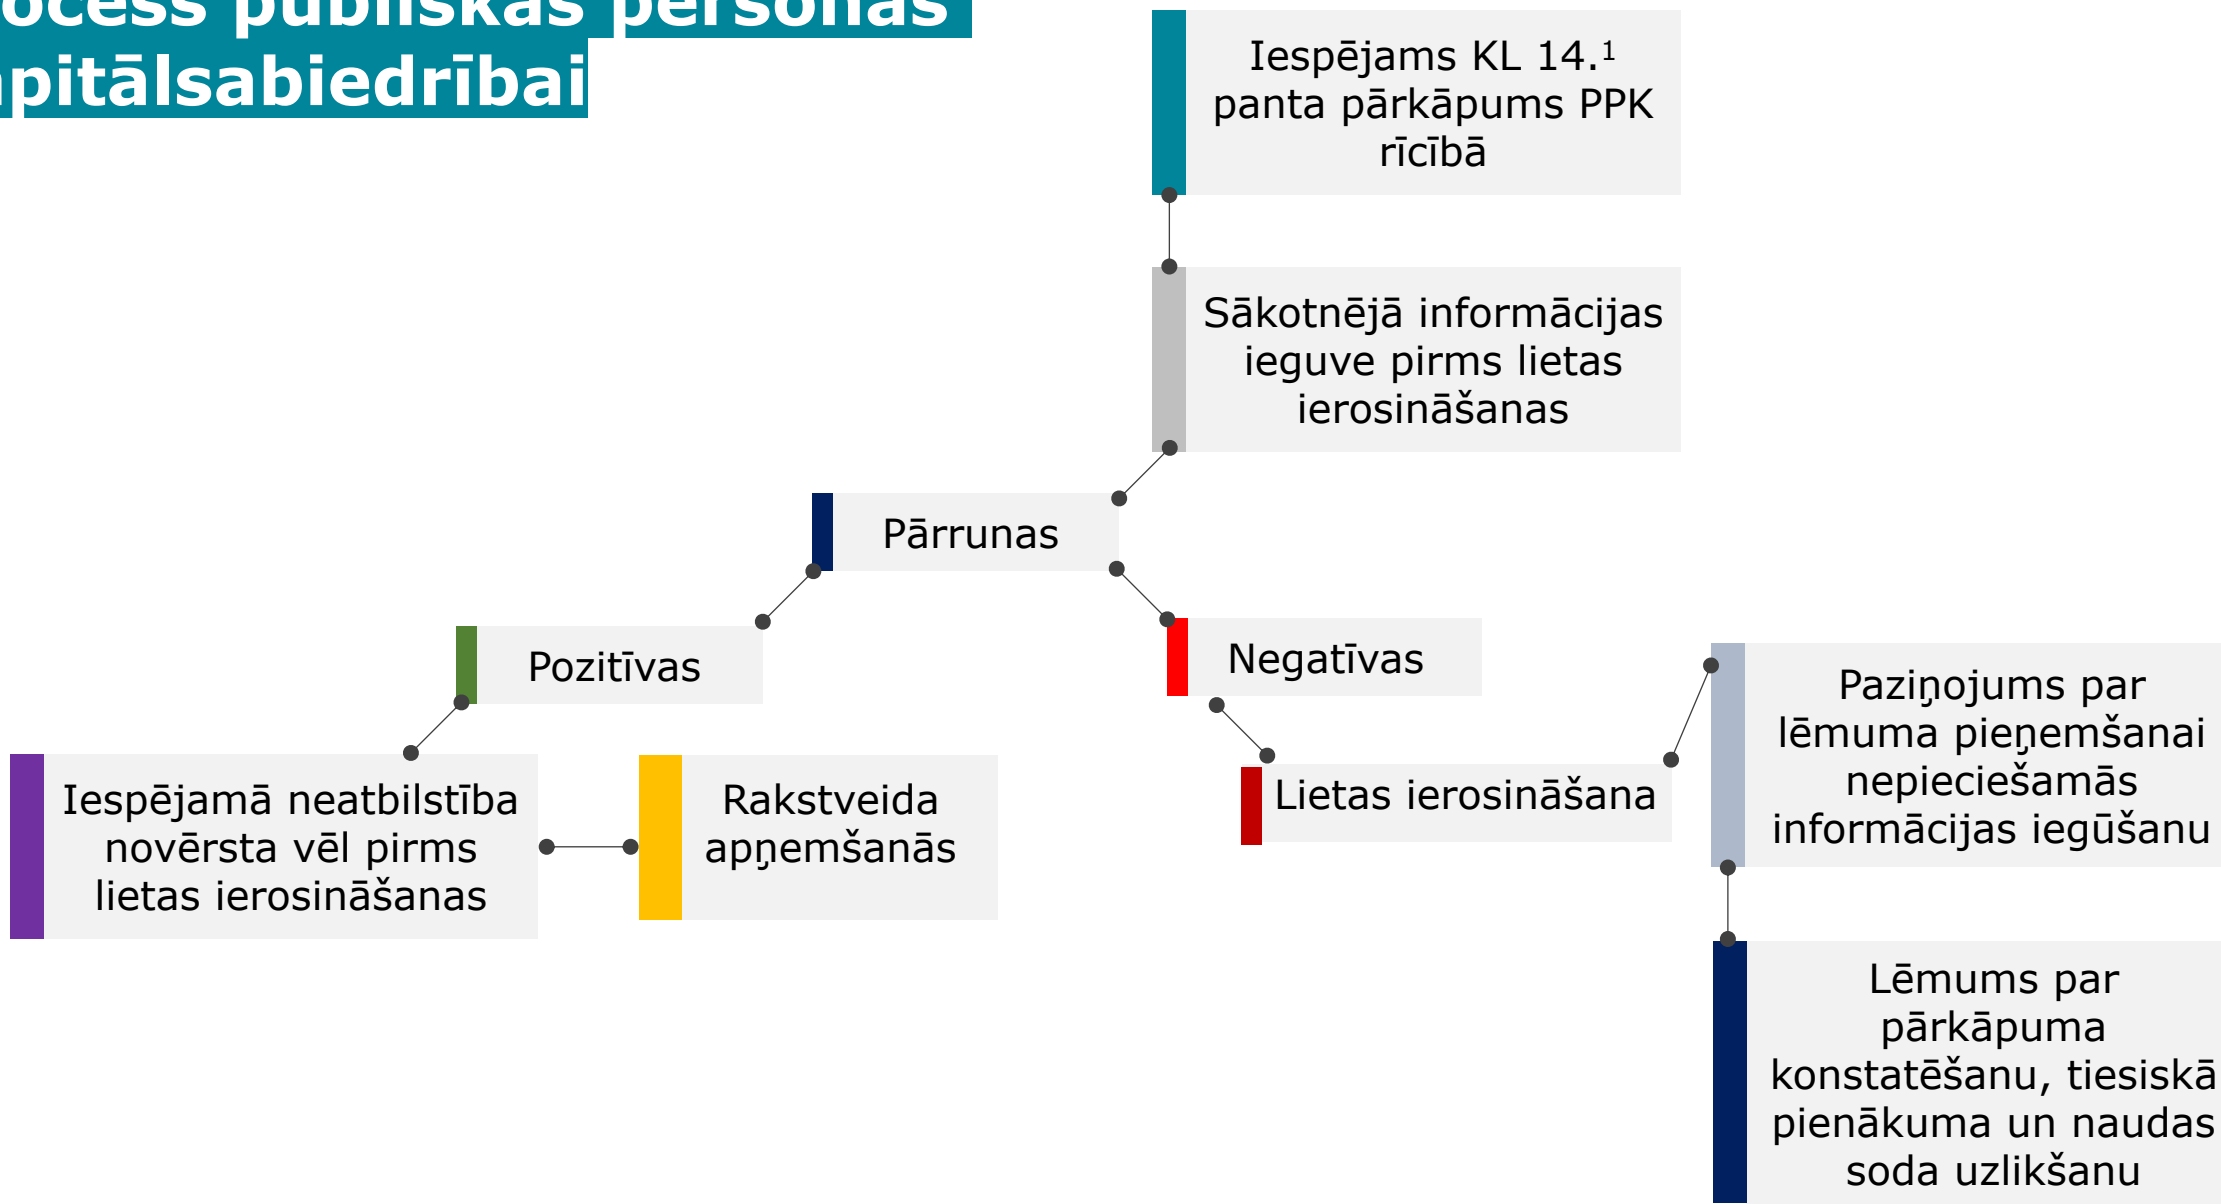 publiskas personas
Iespējams KL 14.¹
panta pārkāpums PPK
rīcībā
Sākotnējā informācijas
ieguve pirms lietas
ierosināšanas
Pārrunas
Pozitīvas
Negatīvas
Iespējamā neatbilstība
novērsta vēl pirms
lietas ierosināšanas
Rakstveida
apņemšanās
Lietas ierosināšana
Paziņojums par
lēmuma pieņemšanai
nepieciešamās
informācijas iegūšanu
Lēmums par
pārkāpuma
konstatēšanu, tiesiskā
pienākuma un naudas
soda uzlikšanu